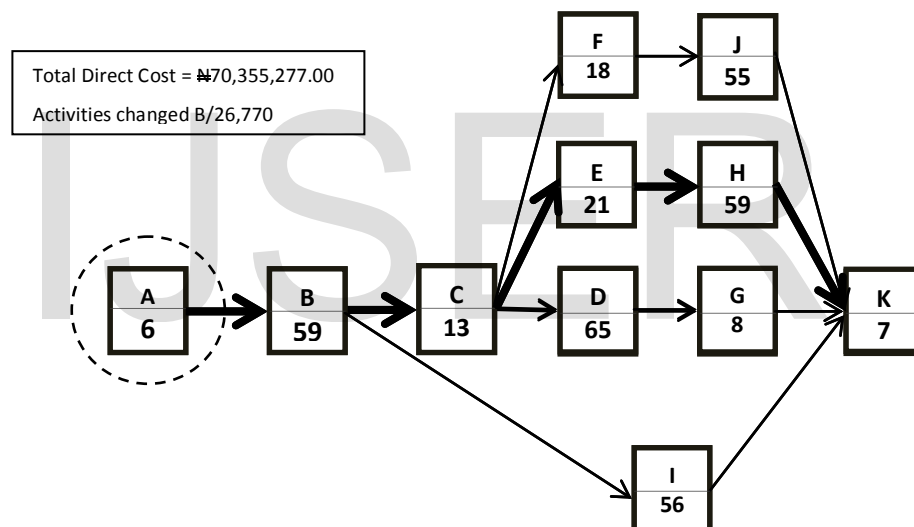 Total Direct Cost = ₦70,355,277.00
Activities changed B/26,770
IJSER
F
18
J
55
E
21
H
59
A
6
B
59
C
13
D
65
G
8
K
7
I
56